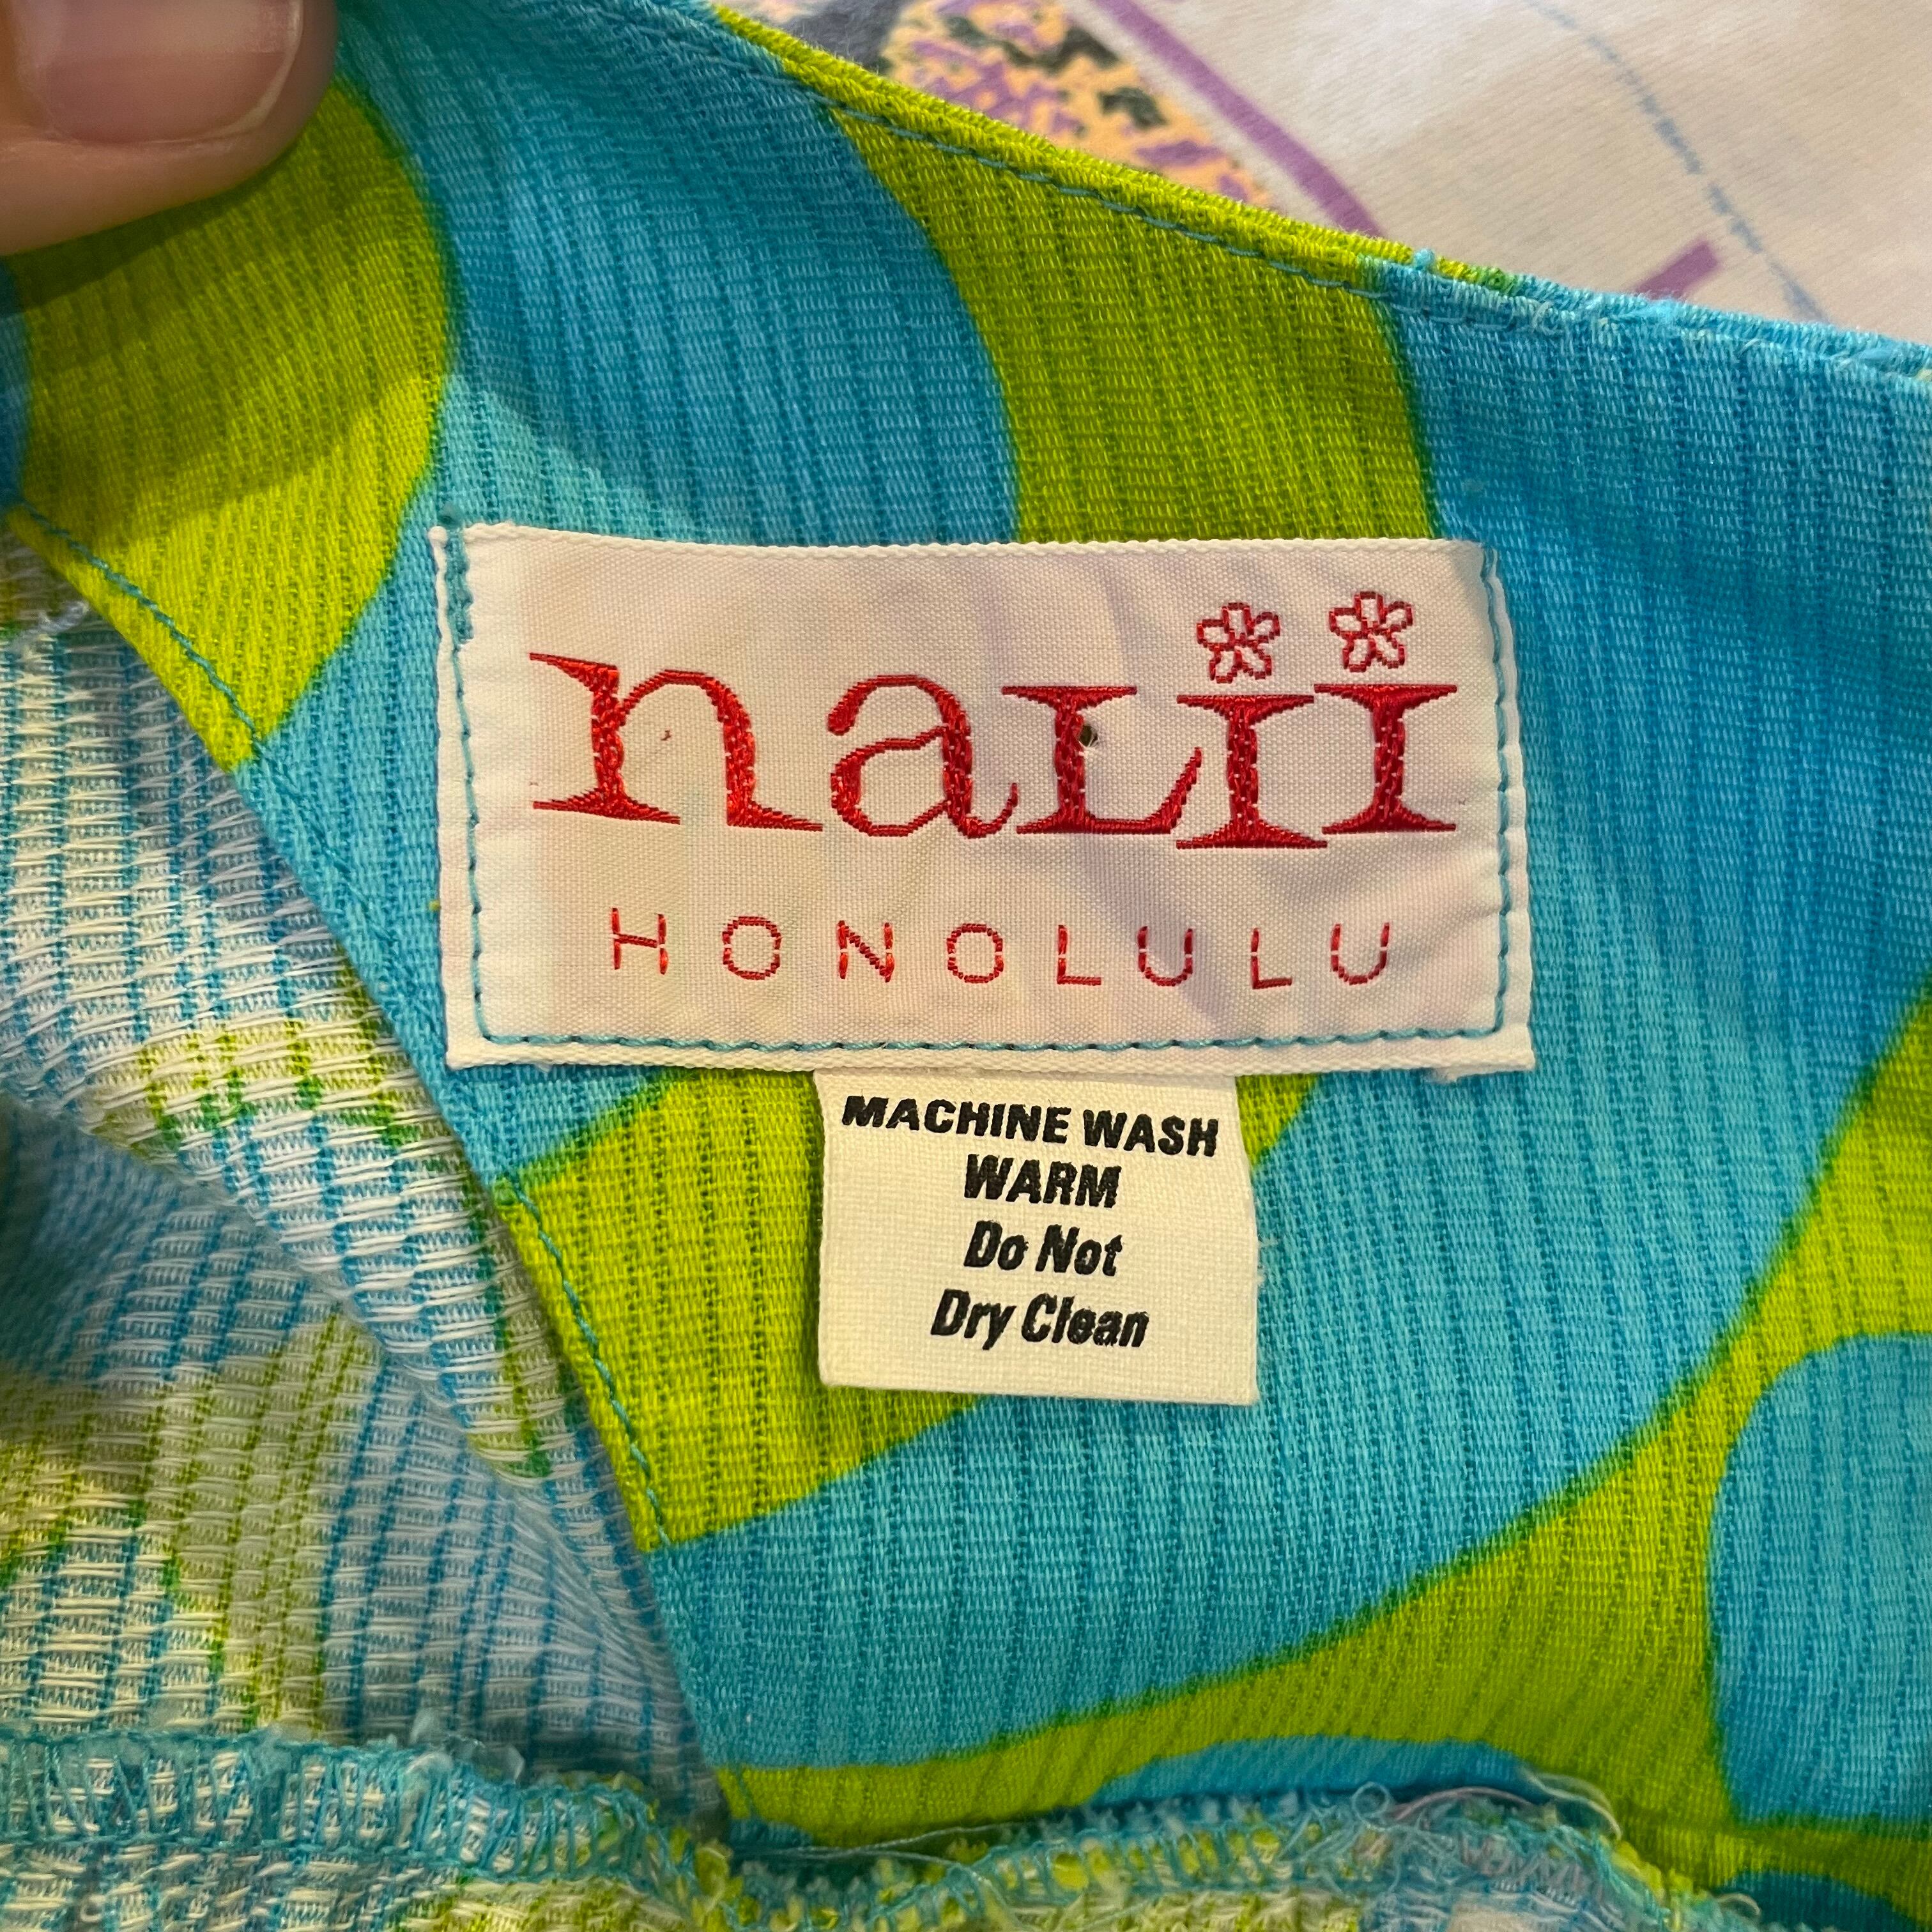 naLii
HONOLULU
MACHINE WASH
WARM
Do Not
Dry Clean